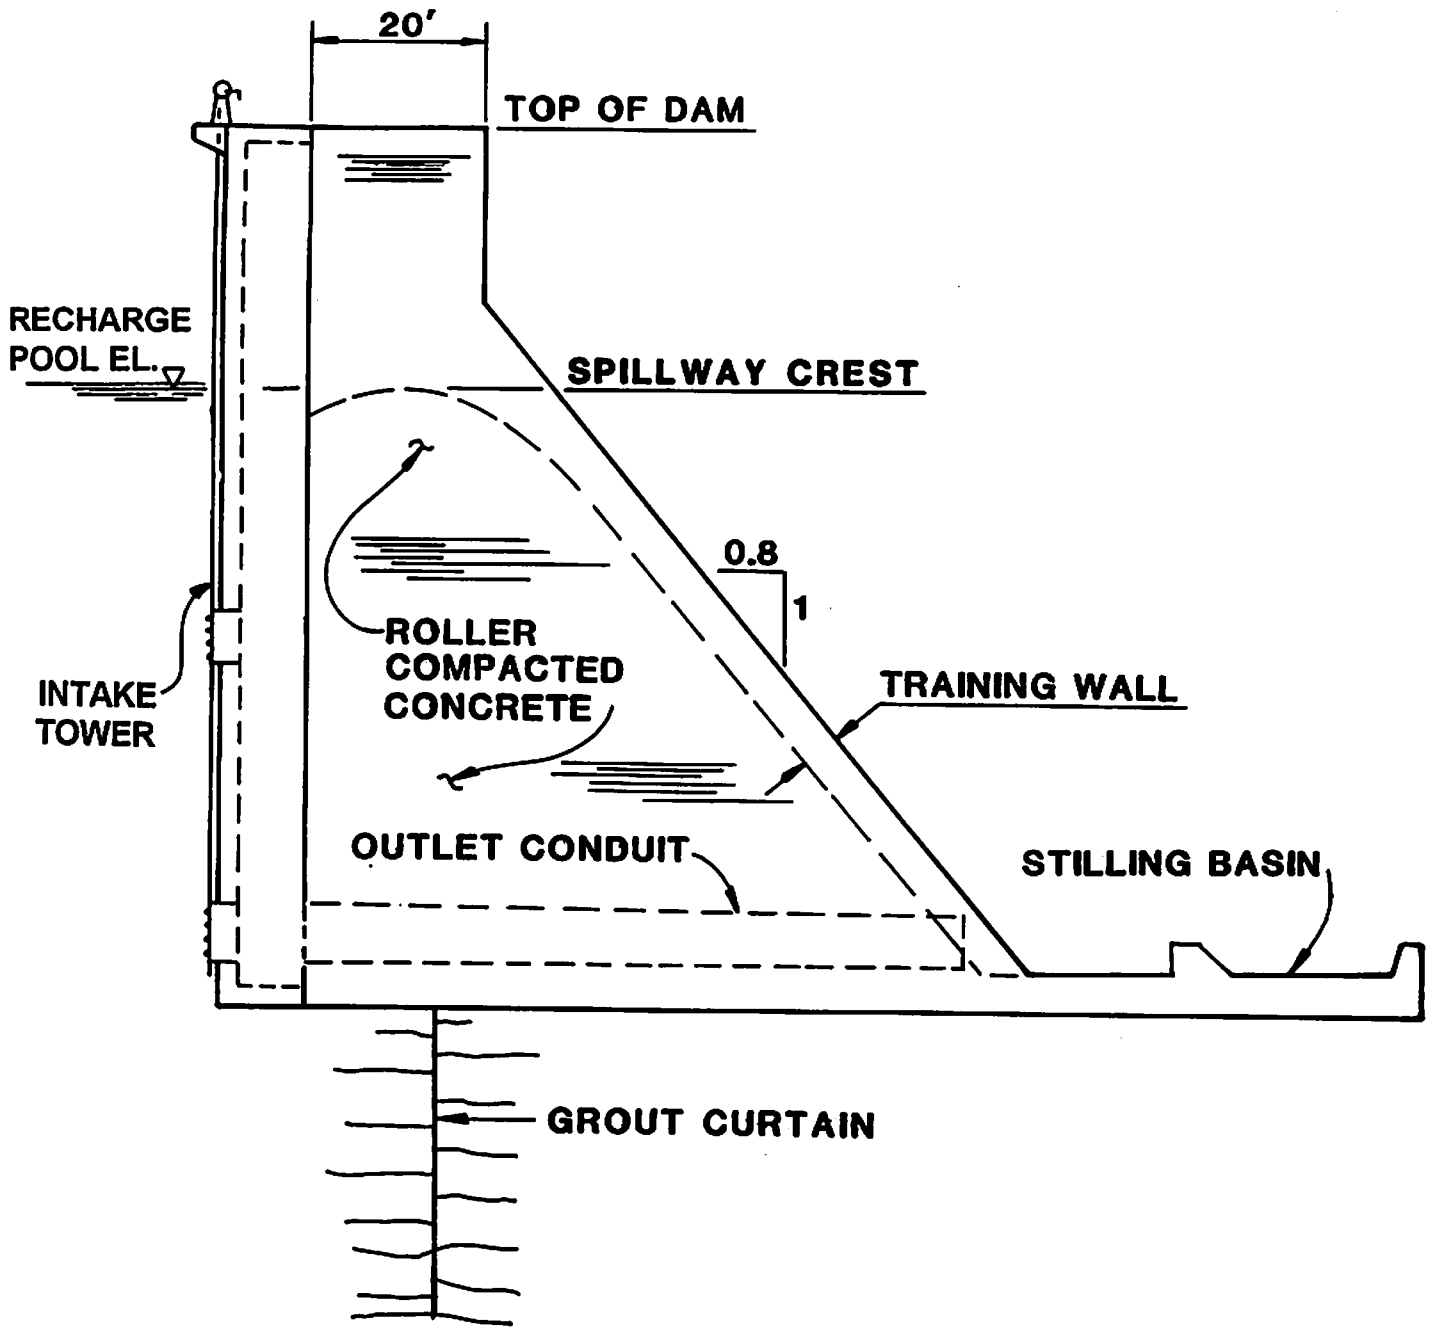 20'
TOP OF DAM
RECHARGE
POOL EL.
SPILLWAY CREST
0.8
1
ROLLER
COMPACTED
CONCRETE
INTAKE
TOWER
TRAINING WALL
OUTLET CONDUIT
STILLING BASIN
GROUT CURTAIN